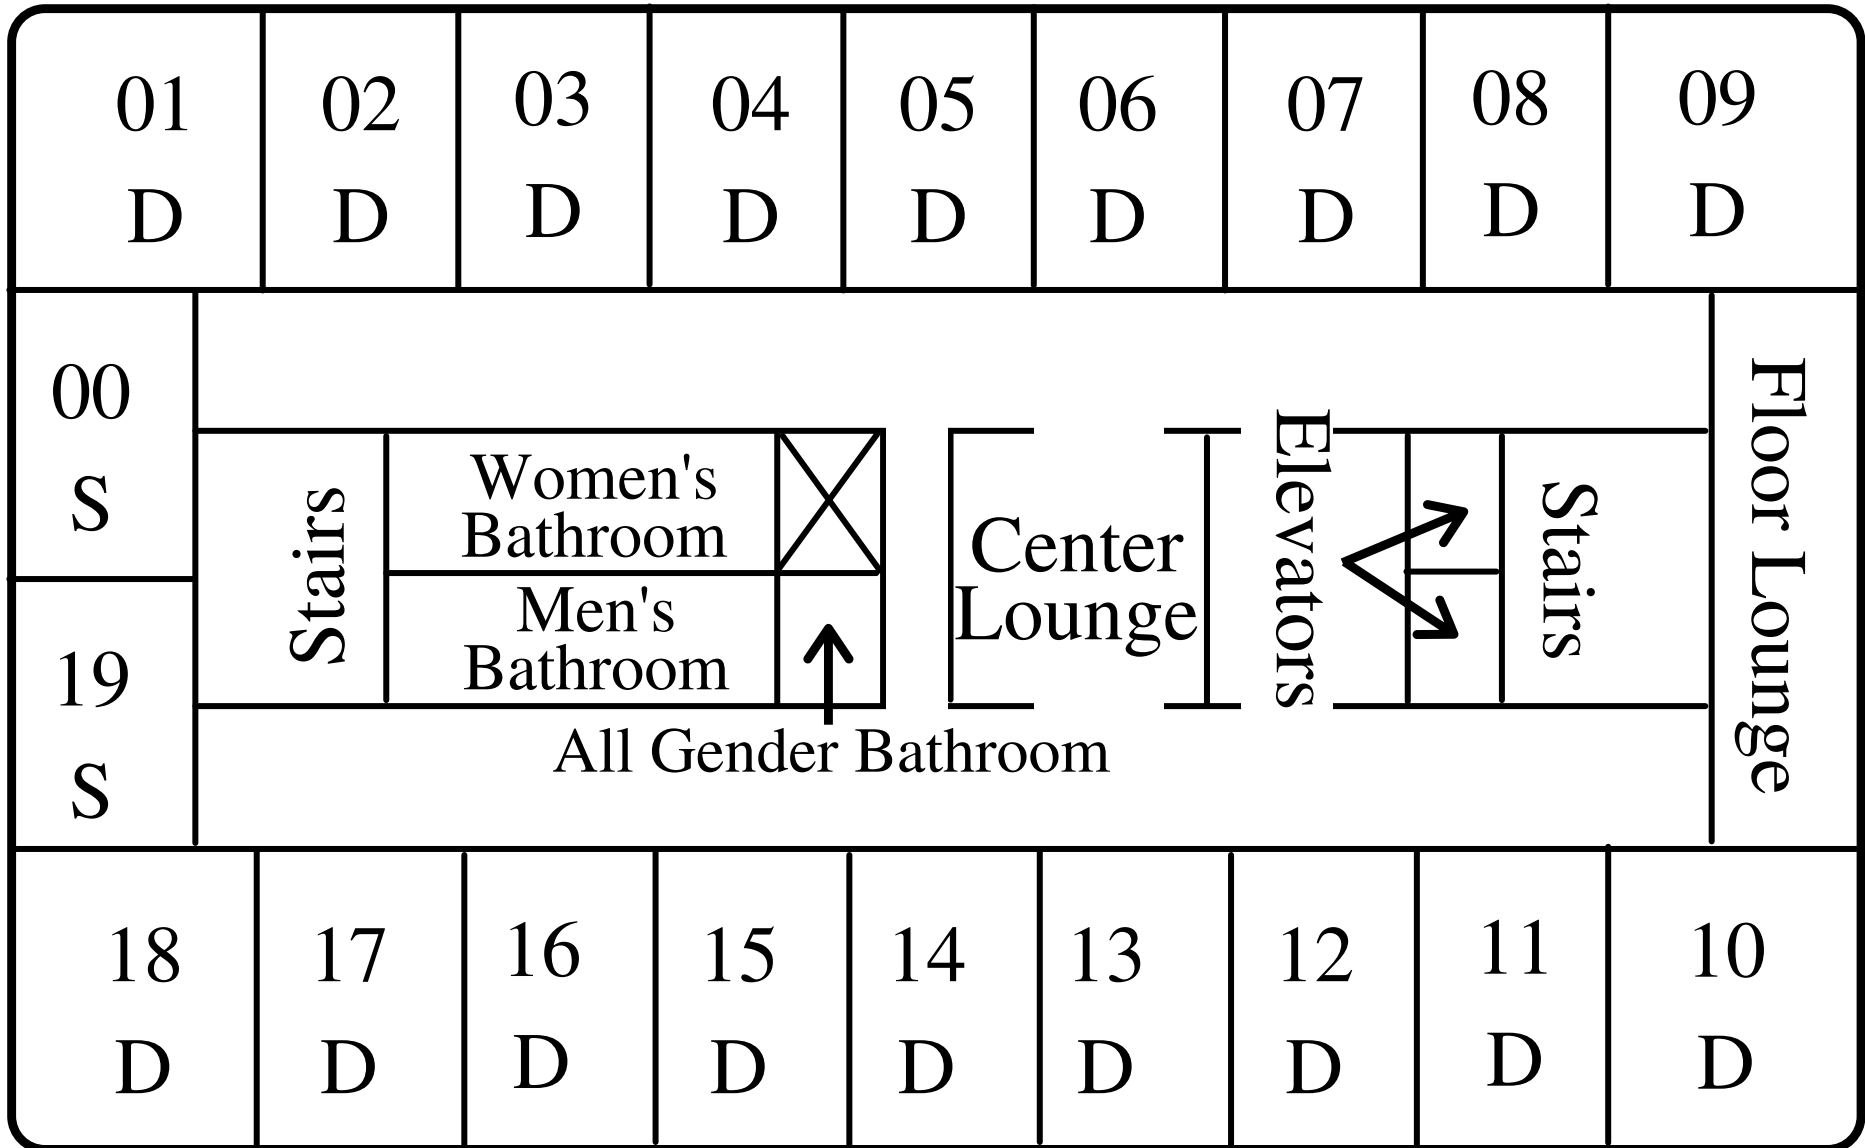 01 02 03 04 05 06 07 08 09
D D D D D D D D D
00
S
19
S
Stairs
Women's
Bathroom
Men's
Bathroom
All Gender Bathroom
Center
Lounge
Elevators
Stairs
Floor Lounge
18 17 16 15 14 13 12 11 10
D D D D D D D D D